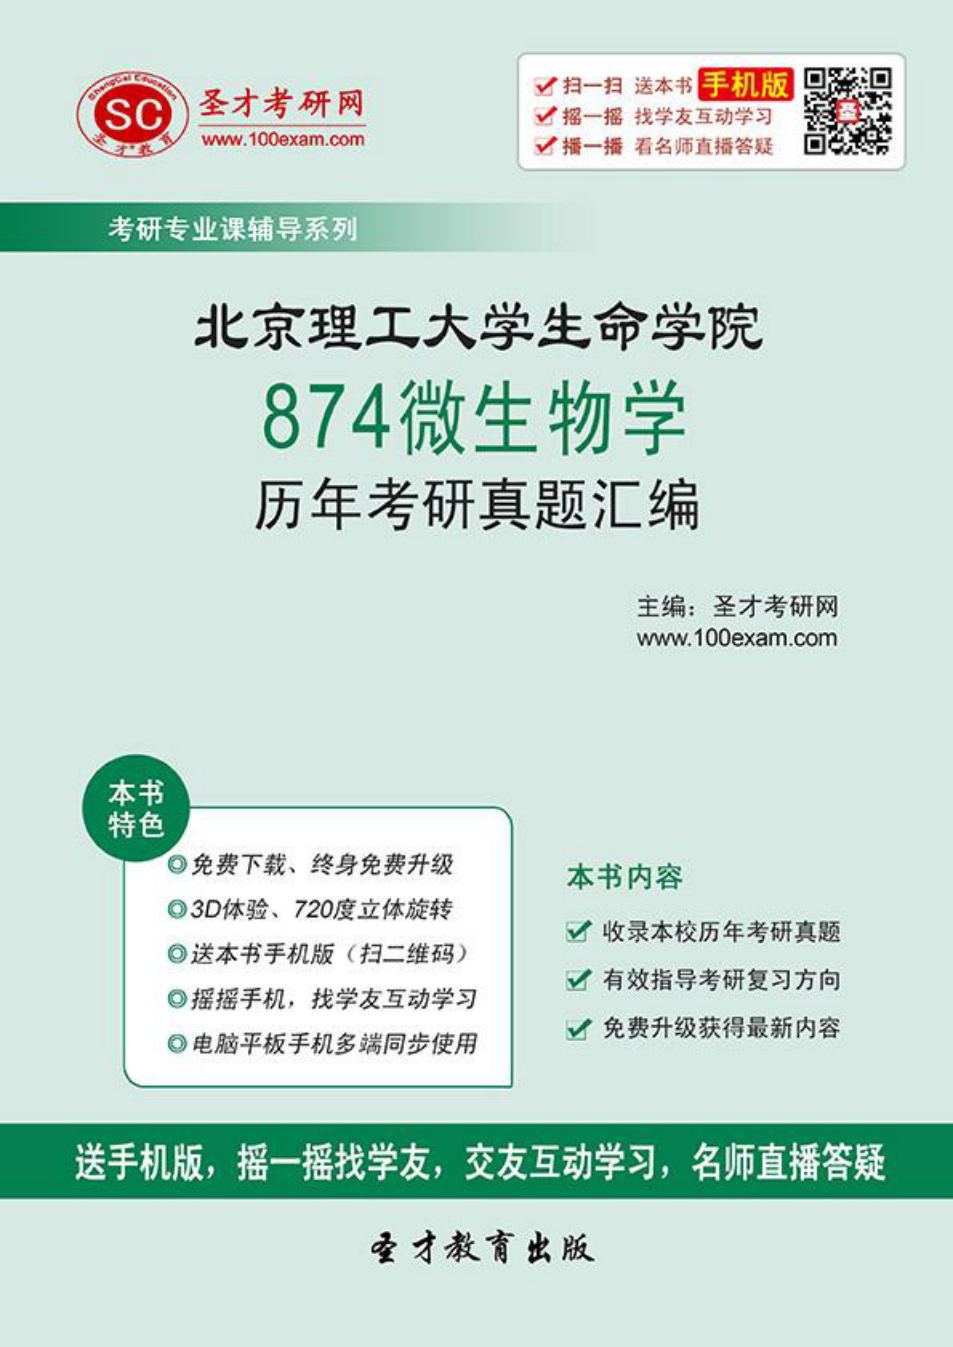 ShengCai Education
SC
圣才教育
圣才考研网
www.100exam.com
扫一扫 送本书 手机版
摇一摇 找学友互动学习
播一播 看名师直播答疑
圣
考研专业课辅导系列
北京理工大学生命学院
874微生物学
历年考研真题汇编
主编：圣才考研网
www.100exam.com
本书
特色
◎免费下载、终身免费升级
◎3D体验、720度立体旋转
◎送本书手机版（扫二维码）
◎摇摇手机，找学友互动学习
◎电脑平板手机多端同步使用
本书内容
收录本校历年考研真题
有效指导考研复习方向
免费升级获得最新内容
送手机版，摇一摇找学友，交友互动学习，名师直播答疑
圣才教育出版